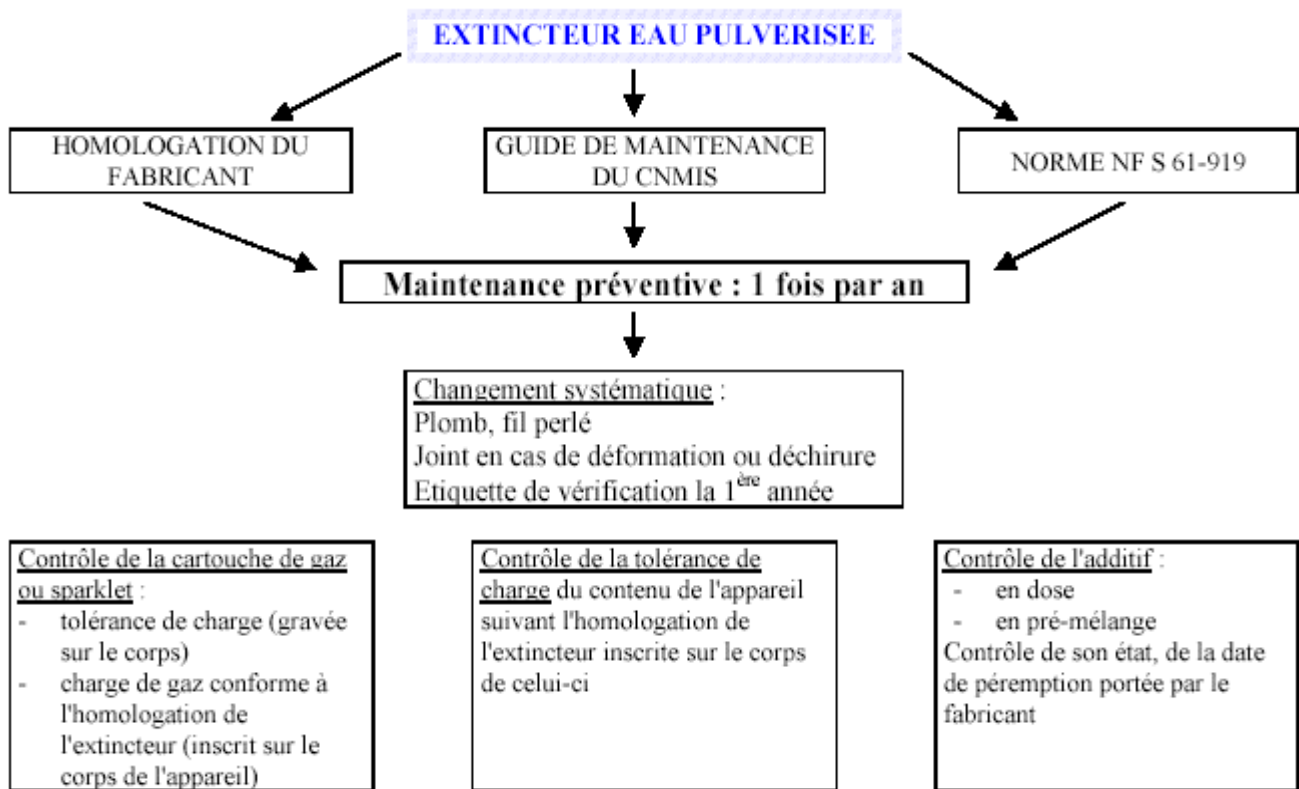 EXTINCTEUR EAU PULVERISEE
HOMOLOGATION DU
FABRICANT
GUIDE DE MAINTENANCE
DU CNMIS
NORME NF S 61-919
Maintenance préventive : 1 fois par an
Changement systématique :
Plomb, fil perlé
Joint en cas de déformation ou déchirure
Etiquette de vérification la 1ère année
Contrôle de la cartouche de gaz
ou sparklet :
- tolérance de charge (gravée
sur le corps)
- charge de gaz conforme à
l'homologation de
l'extincteur (inscrit sur le
corps de l'appareil)
Contrôle de la tolérance de
charge du contenu de l'appareil
suivant l'homologation de
l'extincteur inscrite sur le corps
de celui-ci
Contrôle de l'additif :
- en dose
- en pré-mélange
Contrôle de son état, de la date
de péremption portée par le
fabricant